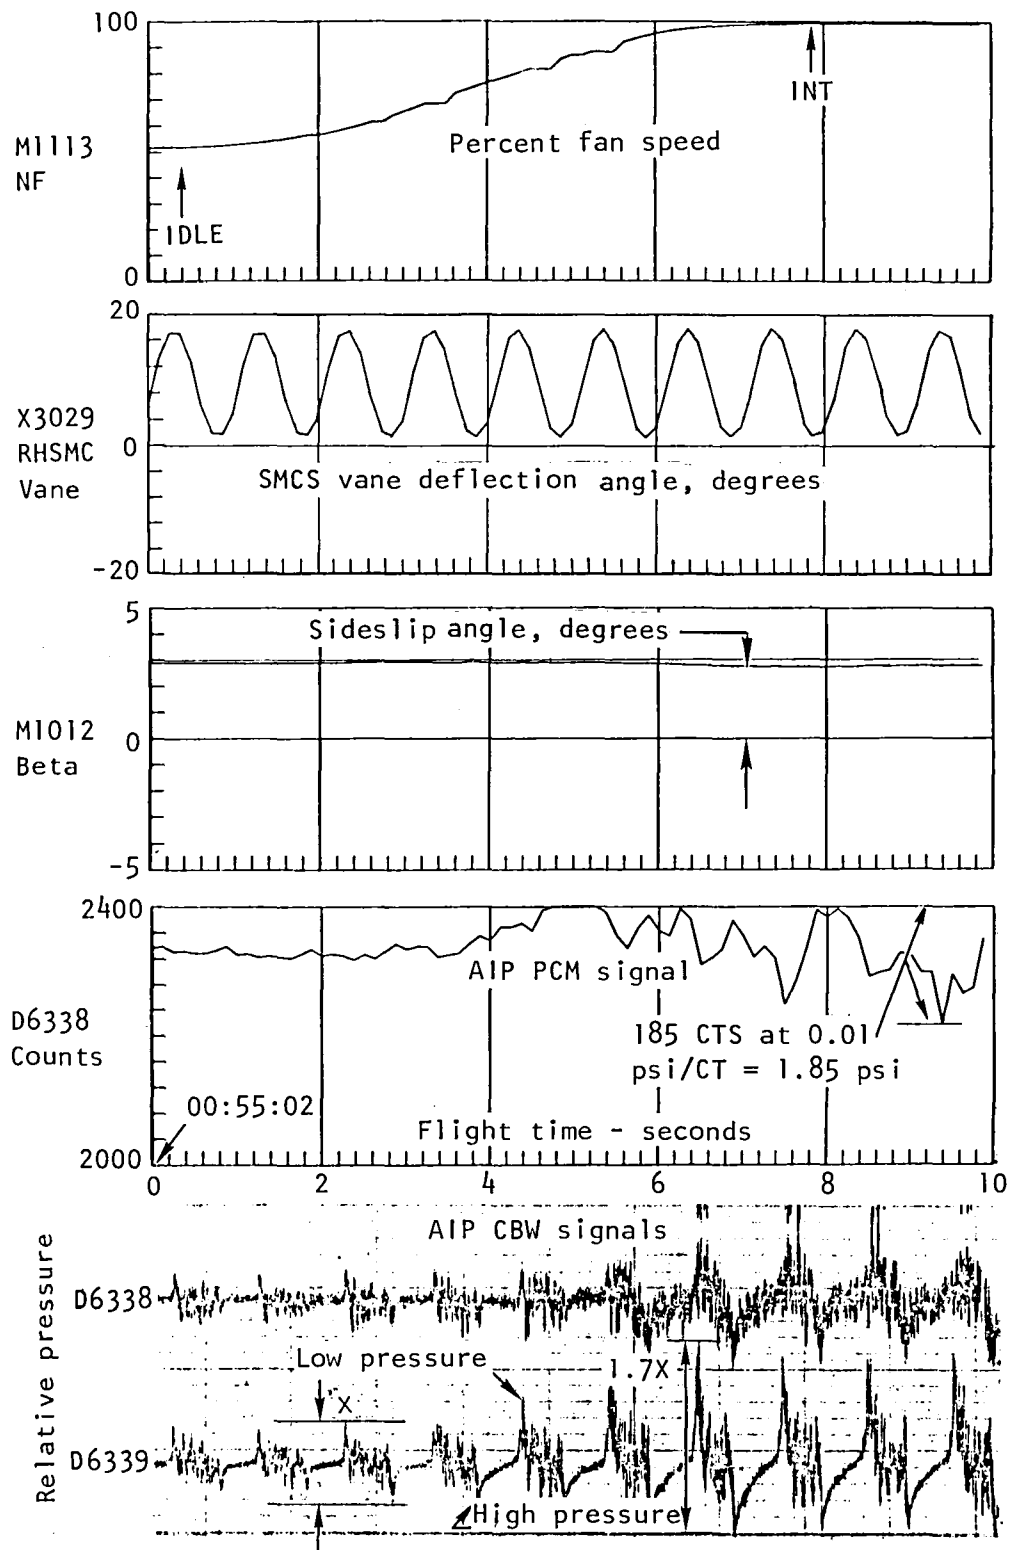 100
M1113
NF
Percent fan speed
INT
IDLE
0
20
X3029
RHSMC
Vane
0
SMCS vane deflection angle, degrees
-20
5
Sideslip angle, degrees
M1012
Beta
0
-5
2400
AIP PCM signal
D6338
Counts
185 CTS at 0.01
psi/CT = 1.85 psi
00:55:02
Flight time - seconds
2000
0 2 4 6 8 10
AIP CBW signals
Relative pressure
D6338
Low pressure
1.7X
X
D6339
High pressure